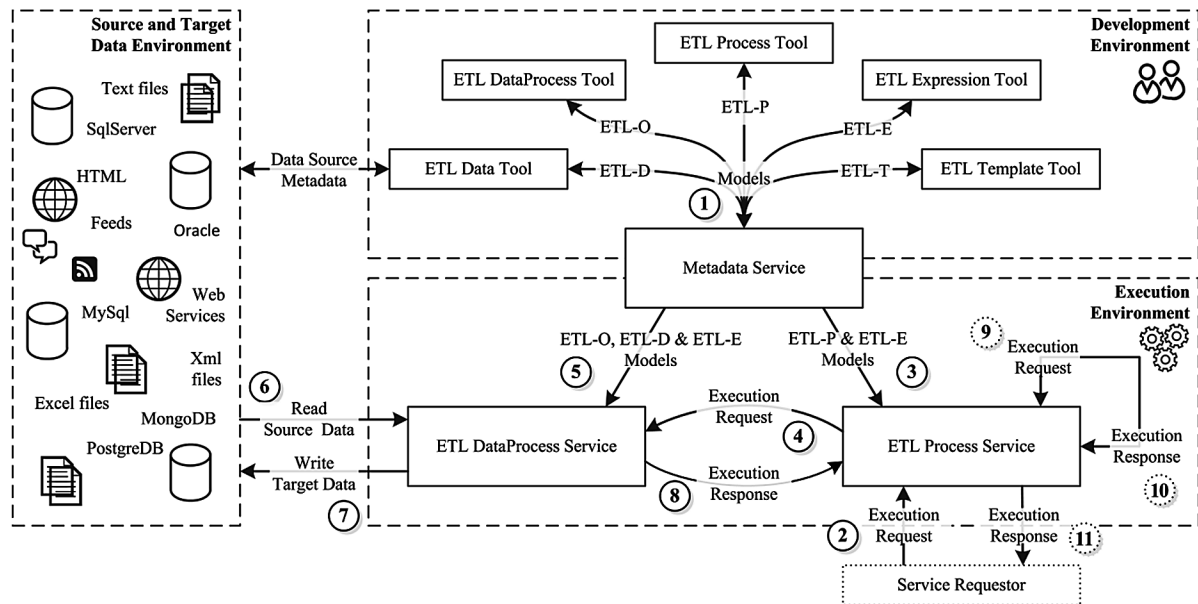 Source and Target
Data Environment
Text files
SqlServer
HTML
Feeds
Oracle
MySql
Web
Services
Xml
files
Excel files
MongoDB
PostgreDB
Data Source
Metadata
Development
Environment
ETL Process Tool
ETL DataProcess Tool
ETL Expression Tool
ETL Data Tool
ETL Template Tool
ETL-O
ETL-P
ETL-E
ETL-D
Models
ETL-T
1
Metadata Service
Execution
Environment
ETL-O, ETL-D & ETL-E
Models
5
ETL-P & ETL-E
Models
3
9
Execution
Request
6
Read
Source Data
Write
Target Data
7
ETL DataProcess Service
Execution
Request
4
8
Execution
Response
ETL Process Service
Execution
Response
10
2
Execution
Request
Execution
Response
11
Service Requestor